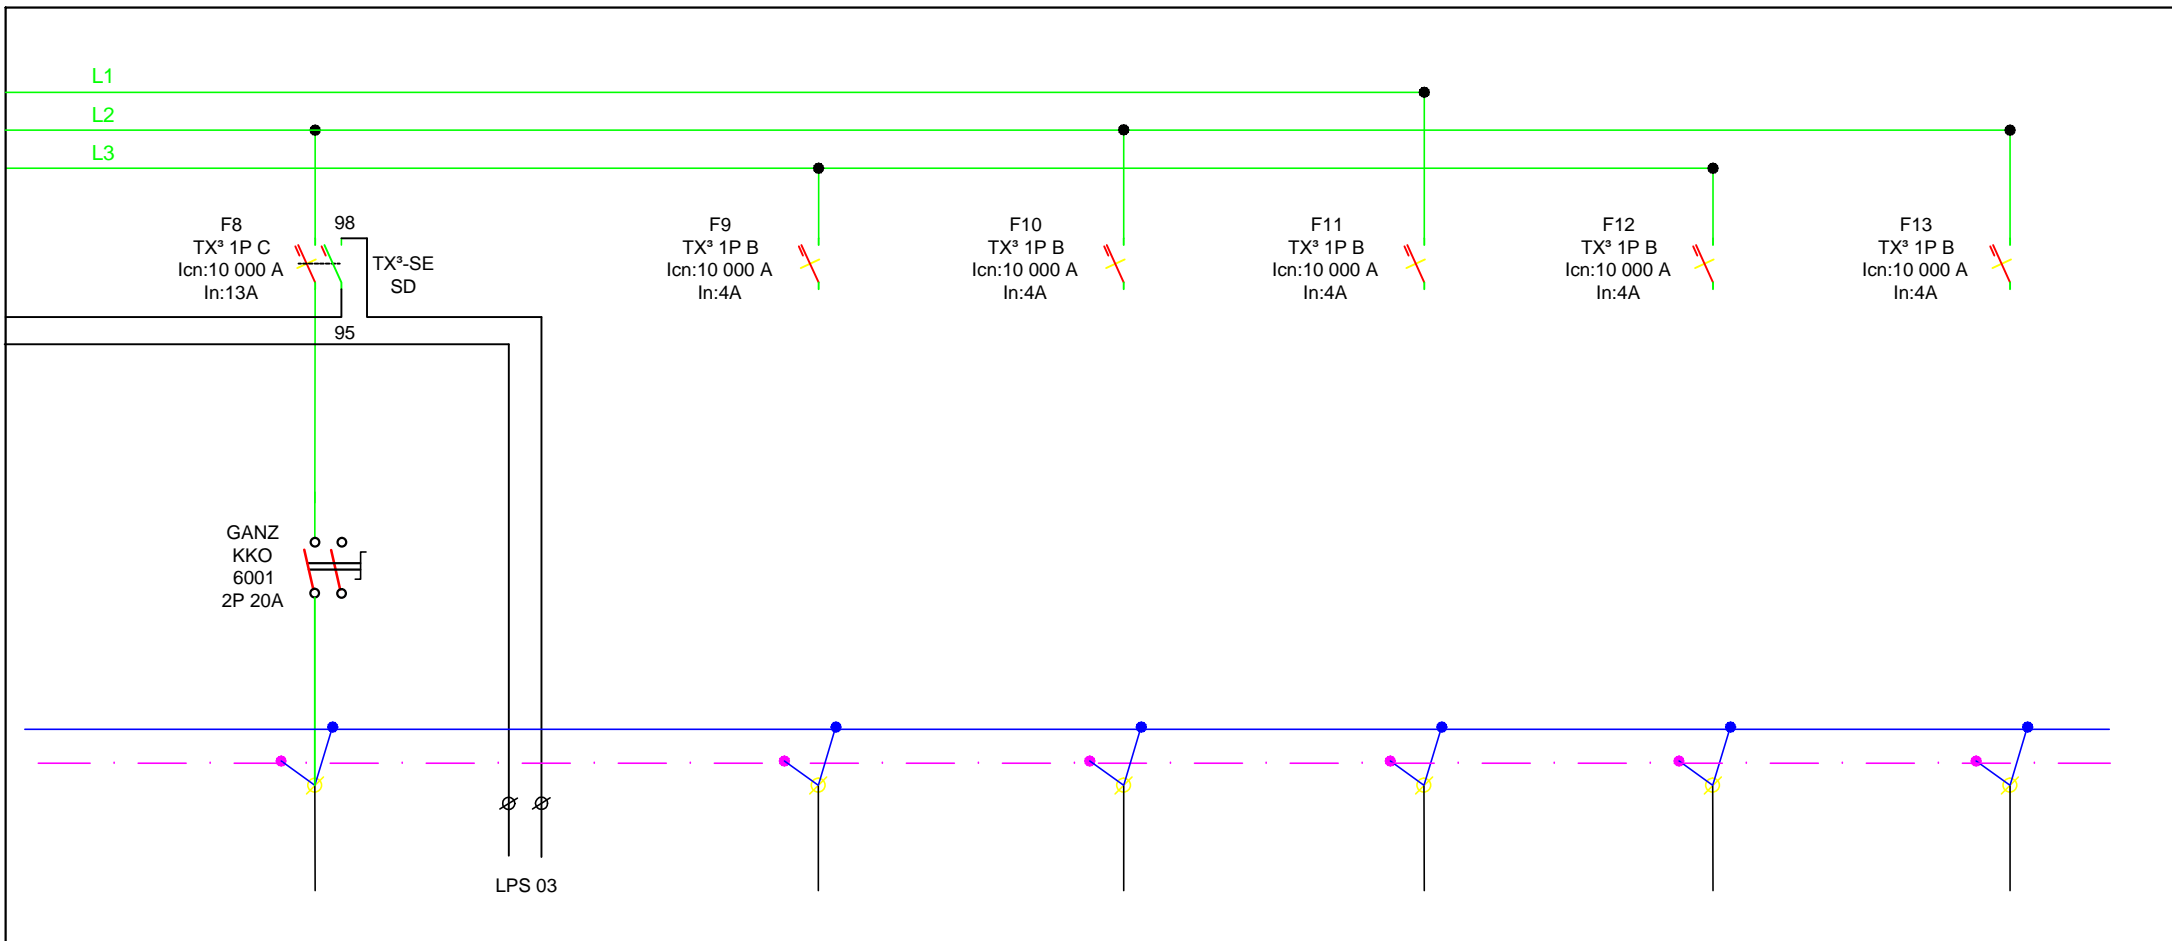 L1
L2
L3
F8
TX³ 1P C
Icn:10 000 A
In:13A
98
TX³-SE
SD
95
F9
TX³ 1P B
Icn:10 000 A
In:4A
F10
TX³ 1P B
Icn:10 000 A
In:4A
F11
TX³ 1P B
Icn:10 000 A
In:4A
F12
TX³ 1P B
Icn:10 000 A
In:4A
F13
TX³ 1P B
Icn:10 000 A
In:4A
GANZ
KKO
6001
2P 20A
LPS 03